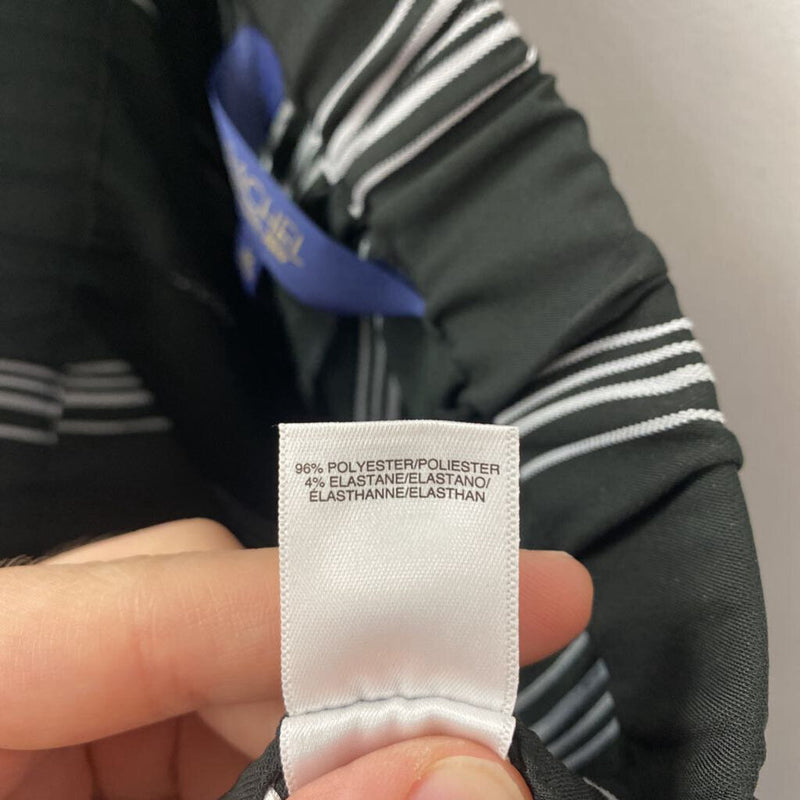 96% POLYESTER/POLIESTER
4% ELASTANE/ELASTANO/
ÉLASTHANNE/ELASTHAN